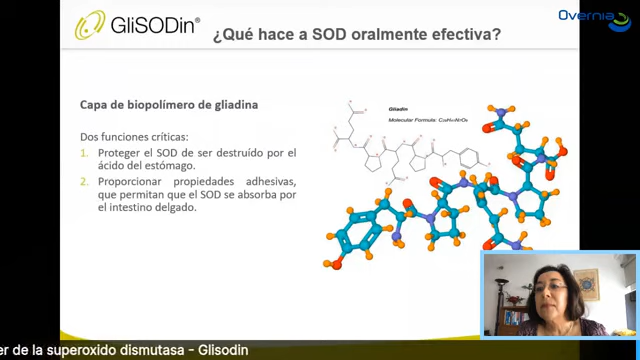 GliSODin®
¿Qué hace a SOD oralmente efectiva?
Overnia
Capa de biopolímero de gliadina
Dos funciones críticas:
1. Proteger el SOD de ser destruido por el
ácido del estómago.
2. Proporcionar propiedades adhesivas,
que permitan que el SOD se absorba por
el intestino delgado.
Gliadin
Molecular Formula:
er de la superoxido dismutasa - Glisodin